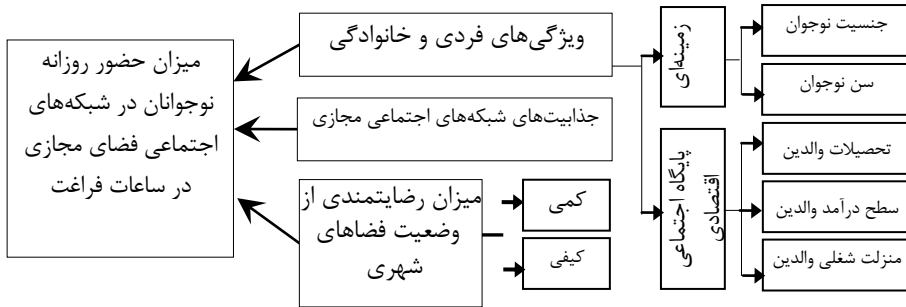 جنسیت نوجوان
سن نوجوان
زمینه‌ای
ویژگی‌های فردی و خانوادگی
میزان حضور روزانه
نوجوانان در شبکه‌های
اجتماعی فضای مجازی
در ساعات فراغت
جذابیت‌های شبکه‌های اجتماعی مجازی
تحصیلات والدین
سطح درآمد والدین
منزلت شغلی والدین
پایگاه اجتماعی
اقتصادی
میزان رضایتمندی از
وضعیت فضاهای
شهری
کمی
کیفی